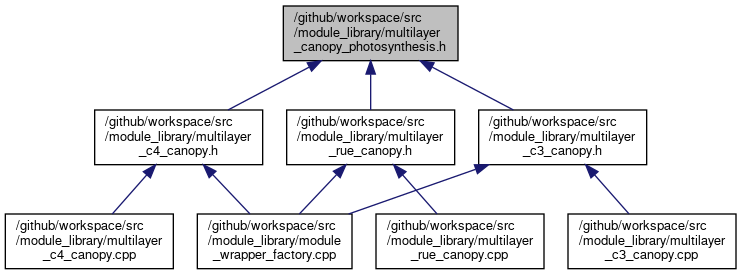 /github/workspace/src
/module_library/multilayer
_canopy_photosynthesis.h
/github/workspace/src
/module_library/multilayer
_c4_canopy.h
/github/workspace/src
/module_library/multilayer
_rue_canopy.h
/github/workspace/src
/module_library/multilayer
_c3_canopy.h
/github/workspace/src
/module_library/multilayer
_c4_canopy.cpp
/github/workspace/src
/module_library/module
_wrapper_factory.cpp
/github/workspace/src
/module_library/multilayer
_rue_canopy.cpp
/github/workspace/src
/module_library/multilayer
_c3_canopy.cpp